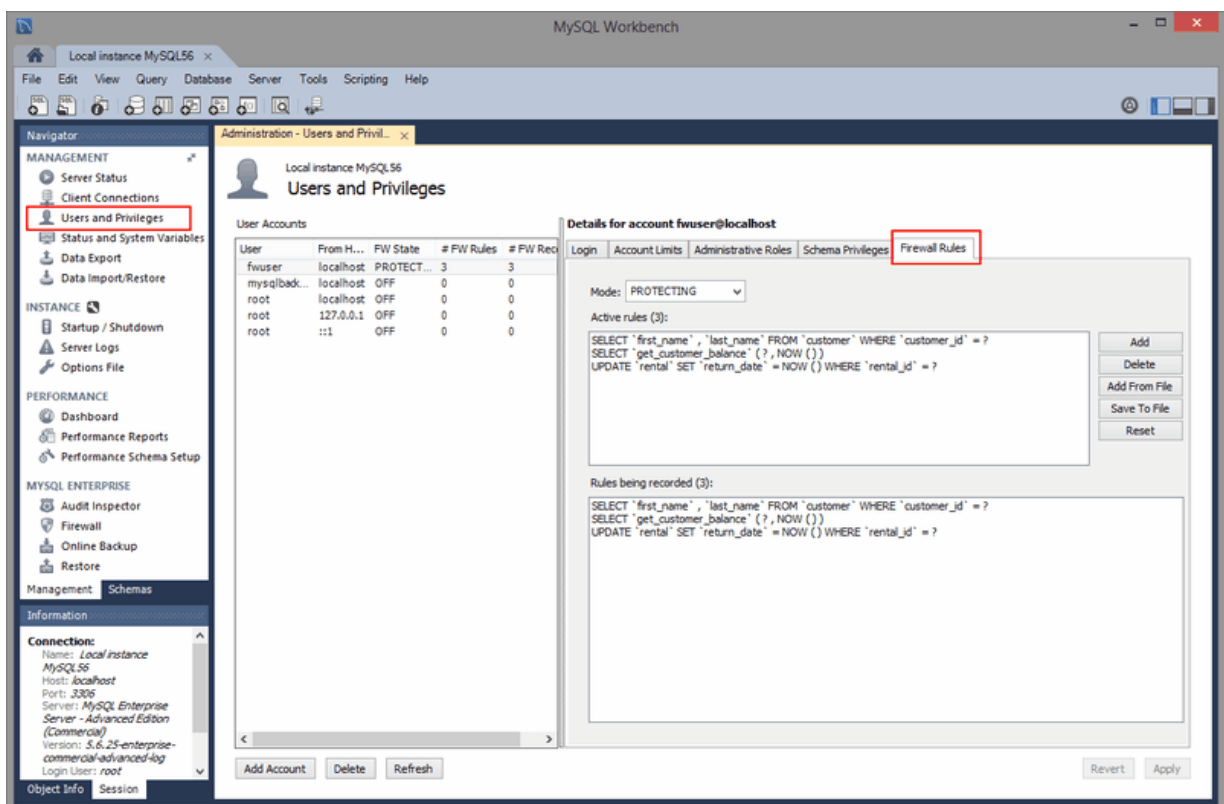 MySQL Workbench
Local instance MySQL56 ×
File Edit View Query Database Server Tools Scripting Help
Navigator
MANAGEMENT
Server Status
Client Connections
Users and Privileges
Status and System Variables
Data Export
Data Import/Restore
INSTANCE
Startup / Shutdown
Server Logs
Options File
PERFORMANCE
Dashboard
Performance Reports
Performance Schema Setup
MYSQL ENTERPRISE
Audit Inspector
Firewall
Online Backup
Restore
Management Schemas
Information
Connection:
Name: Local instance
MySQL56
Host: localhost
Port: 3306
Server: MySQL Enterprise
Server - Advanced Edition
(Commercial)
Version: 5.6.25-enterprise-
commercial-advanced-log
Login User: root
Object Info Session
Administration - Users and Privil... ×
Local instance MySQL56
Users and Privileges
User Accounts
User From H... FW State # FW Rules # FW Rec
fwuser localhost PROTECT... 3 3
mysqlbad... localhost OFF 0 0
root localhost OFF 0 0
root 127.0.0.1 OFF 0 0
root ::1 OFF 0 0
Add Account Delete Refresh
Details for account fwuser@localhost
Login Account Limits Administrative Roles Schema Privileges Firewall Rules
Mode: PROTECTING
Active rules (3):
SELECT `first_name` , `last_name` FROM `customer` WHERE `customer_id` = ?
SELECT `get_customer_balance` ( ? , NOW ( ) )
UPDATE `rental` SET `return_date` = NOW ( ) WHERE `rental_id` = ?
Add
Delete
Add From File
Save To File
Reset
Rules being recorded (3):
SELECT `first_name` , `last_name` FROM `customer` WHERE `customer_id` = ?
SELECT `get_customer_balance` ( ? , NOW ( ) )
UPDATE `rental` SET `return_date` = NOW ( ) WHERE `rental_id` = ?
Revert Apply